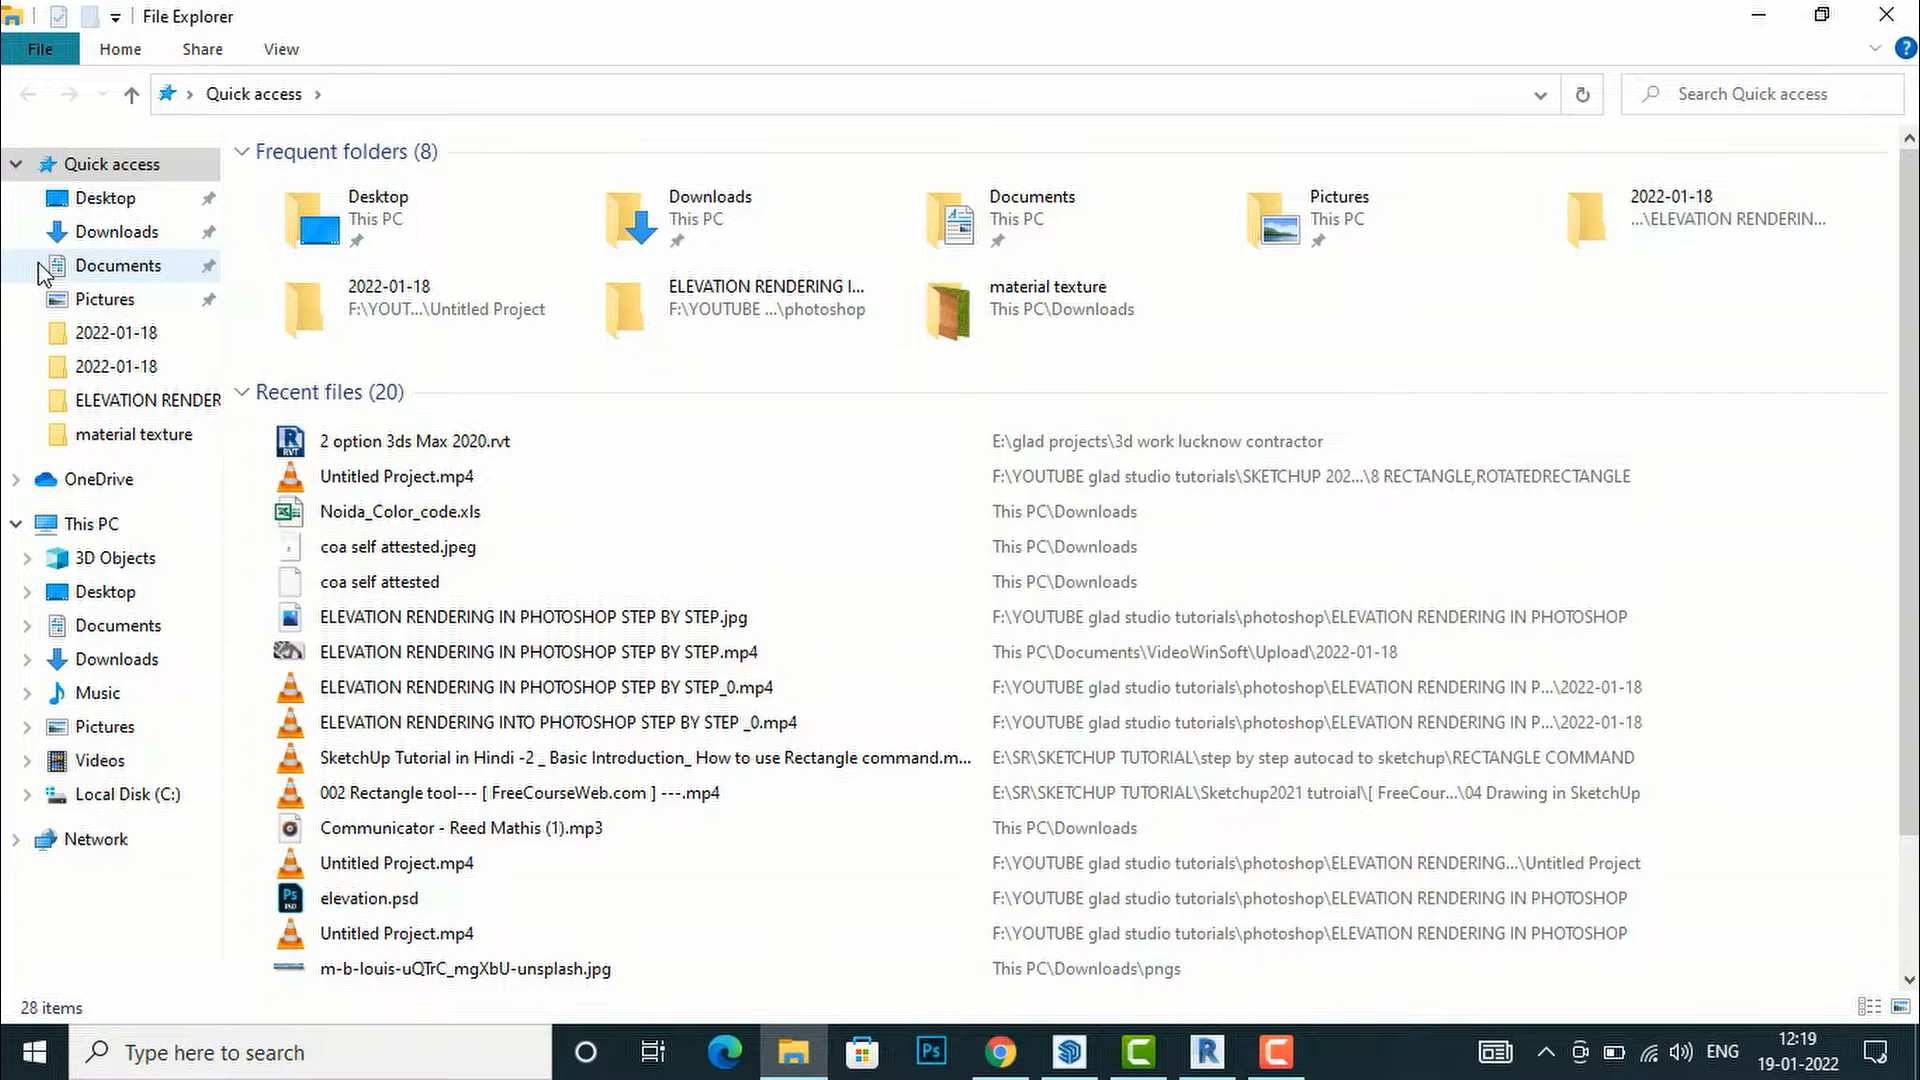 File Explorer
File Home Share View
Quick access
Search Quick access
Quick access
Desktop
Downloads
Documents
Pictures
2022-01-18
2022-01-18
ELEVATION RENDER
material texture
OneDrive
This PC
3D Objects
Desktop
Documents
Downloads
Music
Pictures
Videos
Local Disk (C:)
Network
Frequent folders (8)
Desktop
This PC
Downloads
This PC
Documents
This PC
Pictures
This PC
2022-01-18
...\ELEVATION RENDERIN...
2022-01-18
F:\YOUT...\Untitled Project
ELEVATION RENDERING I...
F:\YOUTUBE ...\photoshop
material texture
This PC\Downloads
Recent files (20)
2 option 3ds Max 2020.rvt E:\glad projects\3d work lucknow contractor
Untitled Project.mp4 F:\YOUTUBE glad studio tutorials\SKETCHUP 202...\8 RECTANGLE,ROTATEDRECTANGLE
Noida_Color_code.xls This PC\Downloads
coa self attested.jpeg This PC\Downloads
coa self attested This PC\Downloads
ELEVATION RENDERING IN PHOTOSHOP STEP BY STEP.jpg F:\YOUTUBE glad studio tutorials\photoshop\ELEVATION RENDERING IN PHOTOSHOP
ELEVATION RENDERING IN PHOTOSHOP STEP BY STEP.mp4 This PC\Documents\VideoWinSoft\Upload\2022-01-18
ELEVATION RENDERING IN PHOTOSHOP STEP BY STEP_0.mp4 F:\YOUTUBE glad studio tutorials\photoshop\ELEVATION RENDERING IN P...\2022-01-18
ELEVATION RENDERING INTO PHOTOSHOP STEP BY STEP _0.mp4 F:\YOUTUBE glad studio tutorials\photoshop\ELEVATION RENDERING IN P...\2022-01-18
SketchUp Tutorial in Hindi -2 _ Basic Introduction_ How to use Rectangle command.m... E:\SR\SKETCHUP TUTORIAL\step by step autocad to sketchup\RECTANGLE COMMAND
002 Rectangle tool--- [ FreeCourseWeb.com ] ---.mp4 E:\SR\SKETCHUP TUTORIAL\Sketchup2021 tutroial\[ FreeCour...\04 Drawing in SketchUp
Communicator - Reed Mathis (1).mp3 This PC\Downloads
Untitled Project.mp4 F:\YOUTUBE glad studio tutorials\photoshop\ELEVATION RENDERING...\Untitled Project
elevation.psd F:\YOUTUBE glad studio tutorials\photoshop\ELEVATION RENDERING IN PHOTOSHOP
Untitled Project.mp4 F:\YOUTUBE glad studio tutorials\photoshop\ELEVATION RENDERING IN PHOTOSHOP
m-b-louis-uQTrC_mgXbU-unsplash.jpg This PC\Downloads\pngs
28 items
Type here to search
Ps
ENG
12:19
19-01-2022